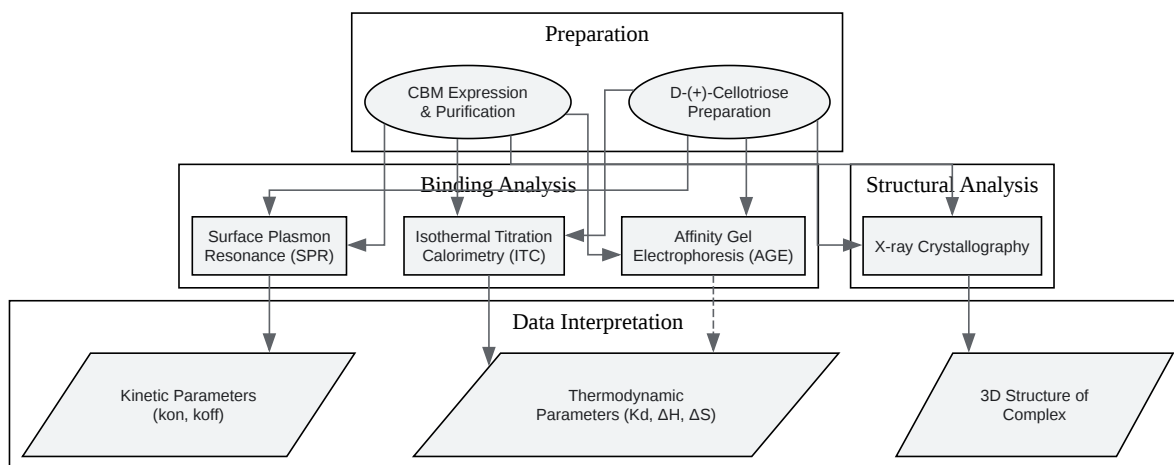 Preparation
CBM Expression
& Purification
D-(+)-Cellotriose
Preparation
Binding Analysis
Structural Analysis
Surface Plasmon
Resonance (SPR)
Isothermal Titration
Calorimetry (ITC)
Affinity Gel
Electrophoresis (AGE)
X-ray Crystallography
Data Interpretation
Kinetic Parameters
(kon, koff)
Thermodynamic
Parameters (Kd, ΔH, ΔS)
3D Structure of
Complex